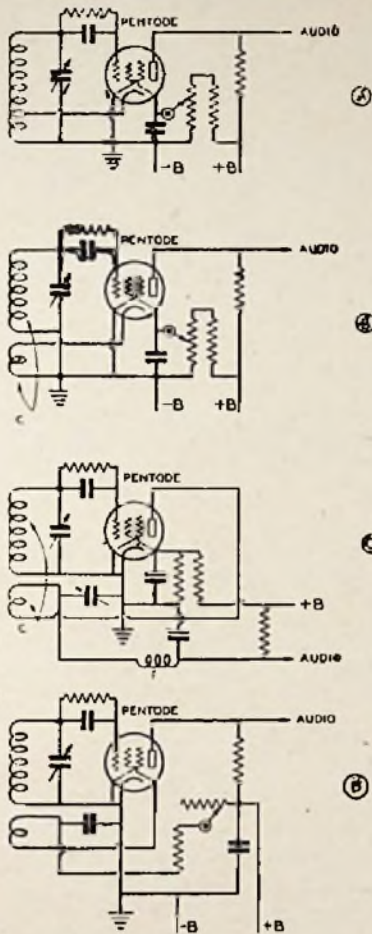 PENTODE
AUDIO
A
-B +B
PENTODE
AUDIO
-B +B
C
PENTODE
C
+B
AUDIO
PENTODE
AUDIO
B
-B +B